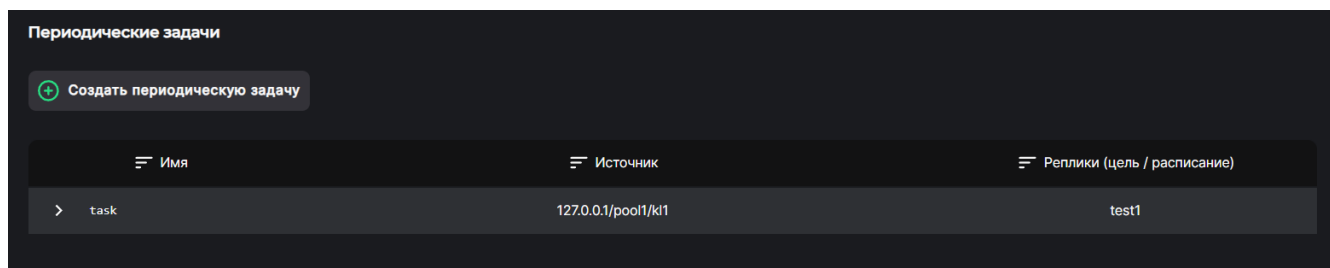 Периодические задачи
Создать периодическую задачу
Имя Источник Реплики (цель / расписание)
task 127.0.0.1/pool1/kl1 test1